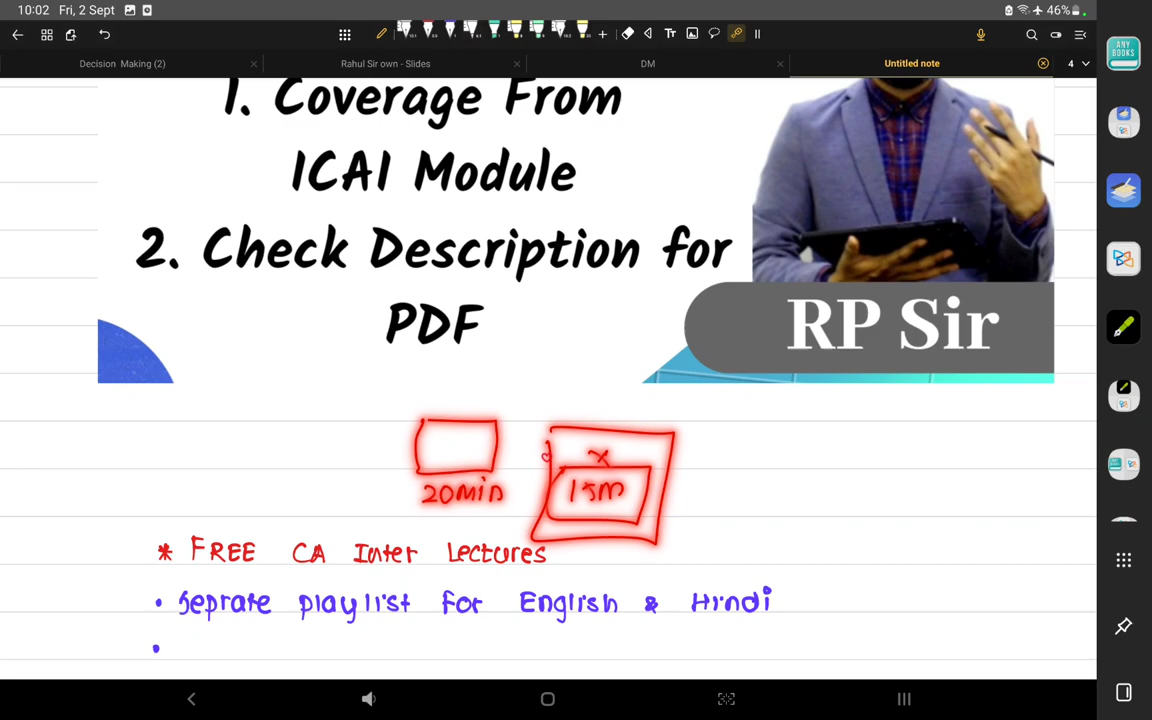 10:02 Fri, 2 Sept
46%
Decision Making (2)
Rahul Sir own - Slides
DM
Untitled note
4
ANY
BOOKS
1. Coverage From
ICAI Module
2. Check Description for
PDF
RP Sir
20min
x
15m
* FREE CA Inter Lectures
• Seprate playlist for English & Hindi
•